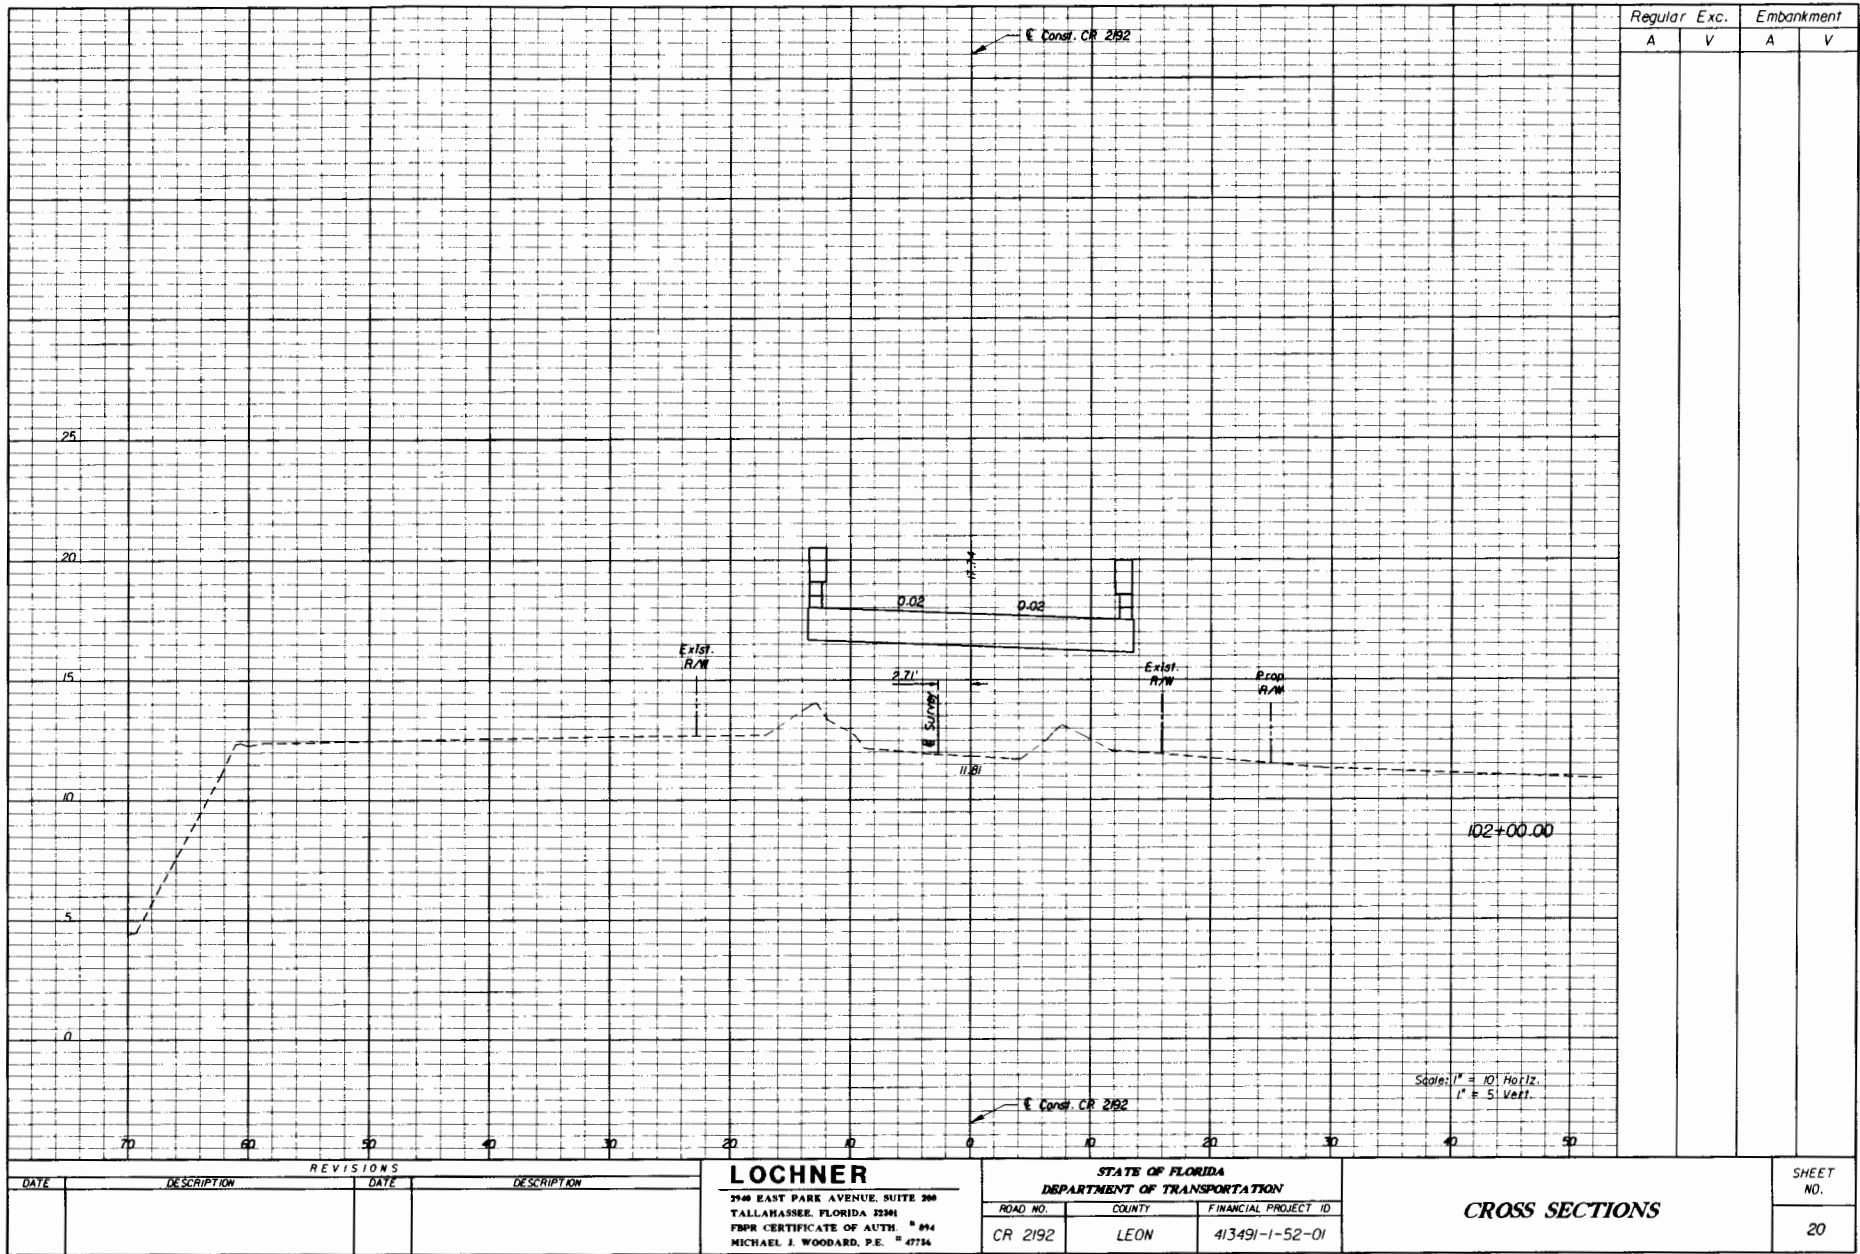 Regular Exc. Embankment
A V A V
℄ Const. CR 2192
25
20
17.74
0.02 0.02
Exist.
R/W
15
2.71'
Exist.
R/W
Prop
R/W
℄ Survey
11.81
10
102+00.00
5
0
Scale: 1" = 10' Horiz.
1" = 5' Vert.
℄ Const. CR 2192
70 60 50 40 30 20 10 0 10 20 30 40 50
REVISIONS
DATE DESCRIPTION DATE DESCRIPTION
LOCHNER
2940 EAST PARK AVENUE, SUITE 200
TALLAHASSEE, FLORIDA 32301
FBPR CERTIFICATE OF AUTH. # 894
MICHAEL J. WOODARD, P.E. # 47734
STATE OF FLORIDA
DEPARTMENT OF TRANSPORTATION
ROAD NO. COUNTY FINANCIAL PROJECT ID
CR 2192 LEON 413491-1-52-01
CROSS SECTIONS
SHEET
NO.
20